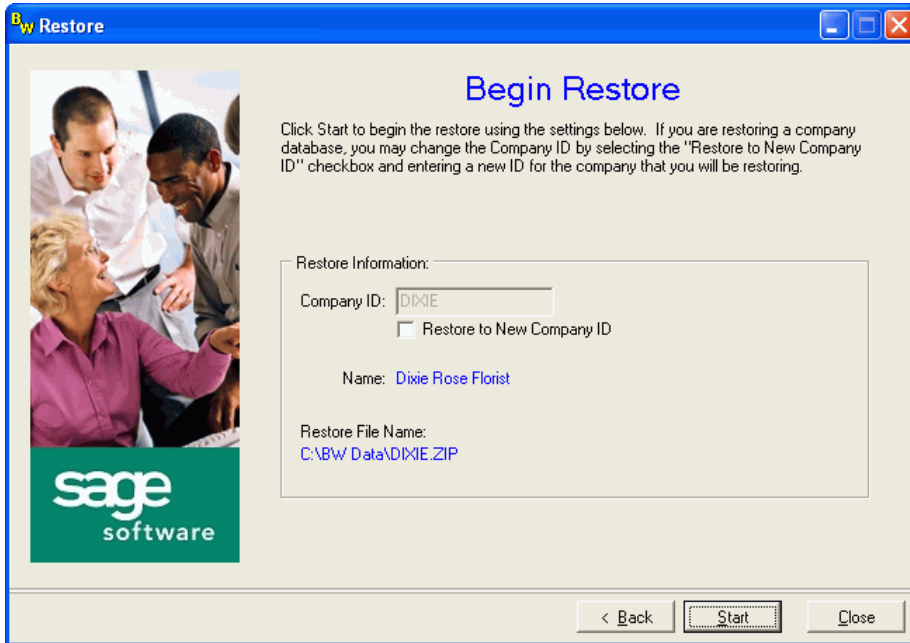 BW Restore
Begin Restore
Click Start to begin the restore using the settings below. If you are restoring a company
database, you may change the Company ID by selecting the "Restore to New Company
ID" checkbox and entering a new ID for the company that you will be restoring.
Restore Information:
Company ID: DIXIE
Restore to New Company ID
Name: Dixie Rose Florist
Restore File Name:
C:\BW Data\DIXIE.ZIP
sage
software
< Back Start Close